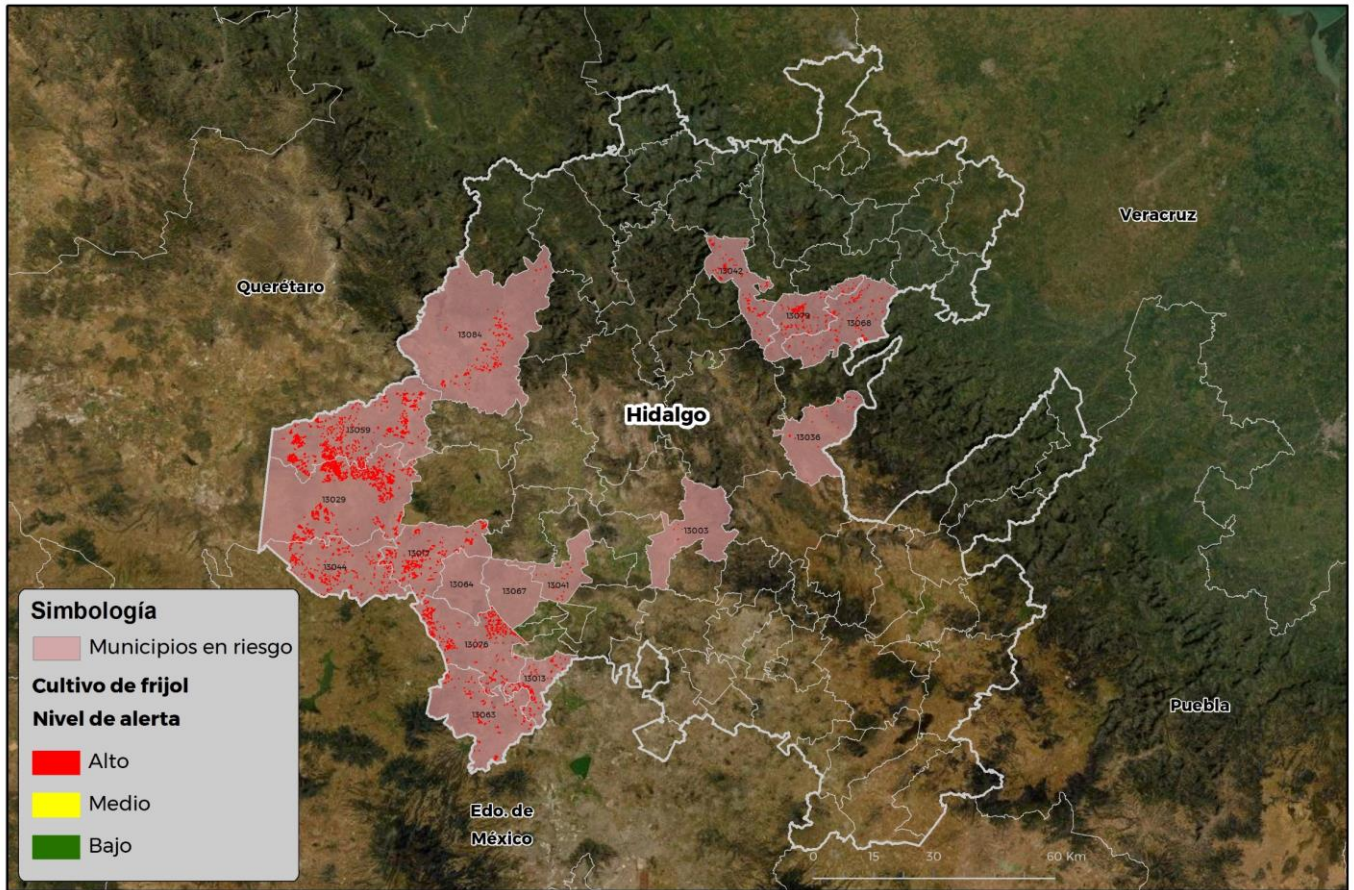 Veracruz
13042
Querétaro
13079
13068
13084
Hidalgo
13059
13036
13029
13003
13017
13044
13064
13067
13041
13076
13013
13063
Puebla
Edo. de
México
0 15 30 60 Km
Simbología
Municipios en riesgo
Cultivo de frijol
Nivel de alerta
Alto
Medio
Bajo